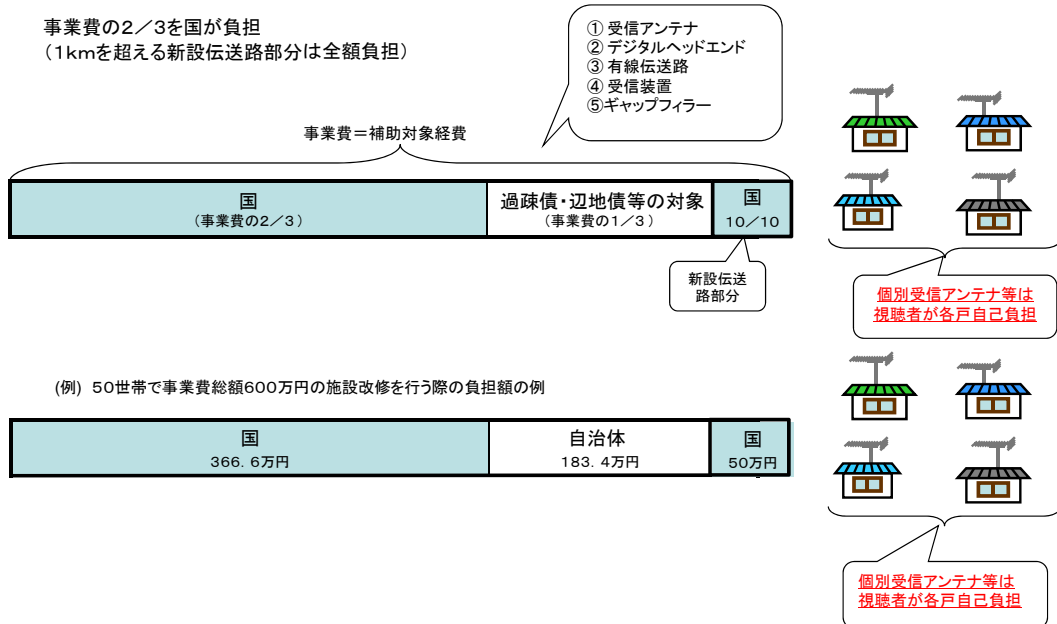 事業費の2／3を国が負担
（1kmを超える新設伝送路部分は全額負担）
① 受信アンテナ
② デジタルヘッドエンド
③ 有線伝送路
④ 受信装置
⑤ギャップフィラー
事業費＝補助対象経費
国
（事業費の2／3）
過疎債・辺地債等の対象
（事業費の1／3）
国
10／10
新設伝送
路部分
個別受信アンテナ等は
視聴者が各戸自己負担
(例) 50世帯で事業費総額600万円の施設改修を行う際の負担額の例
国
366．6万円
自治体
183．4万円
国
50万円
個別受信アンテナ等は
視聴者が各戸自己負担